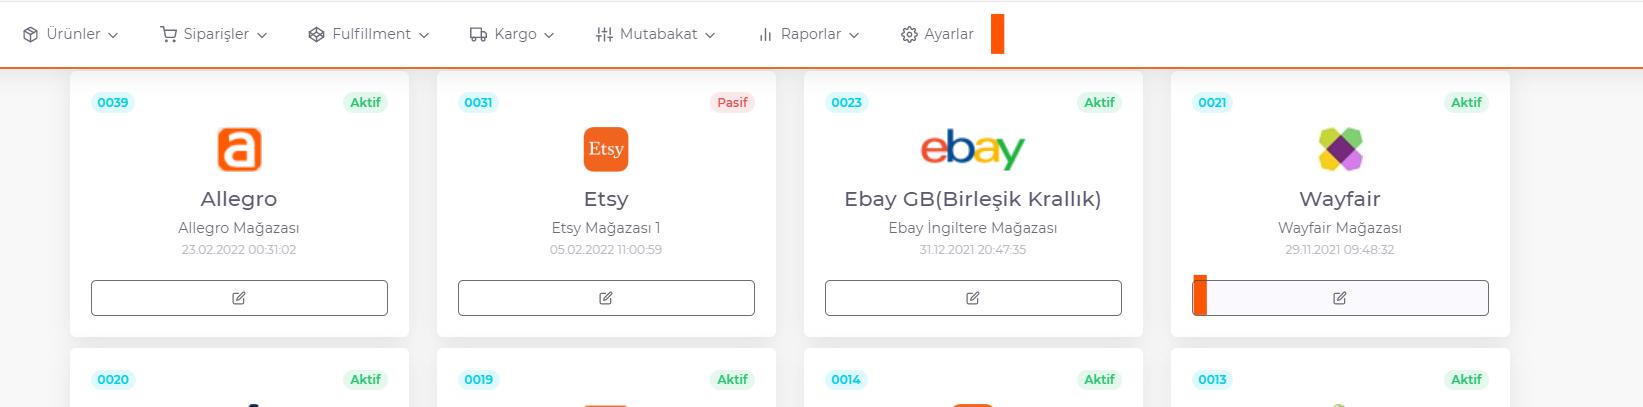 Ürünler Siparişler Fulfillment Kargo Mutabakat Raporlar Ayarlar
0039 Aktif 0031 Pasif 0023 Aktif 0021 Aktif
a Etsy ebay
Allegro Etsy Ebay GB(Birleşik Krallık) Wayfair
Allegro Mağazası Etsy Mağazası 1 Ebay İngiltere Mağazası Wayfair Mağazası
23.02.2022 00:31:02 05.02.2022 11:00:59 31.12.2021 20:47:35 29.11.2021 09:48:32
0020 Aktif 0019 Aktif 0014 Aktif 0013 Aktif